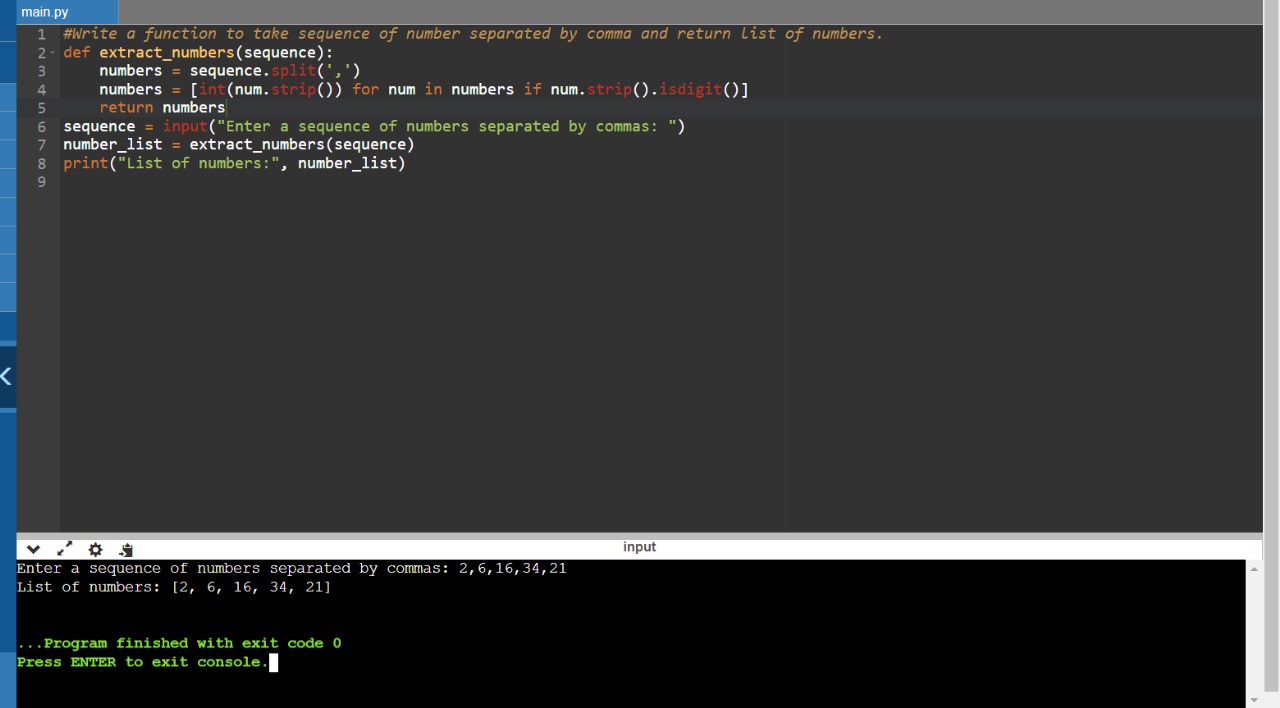 main.py
1 #Write a function to take sequence of number separated by comma and return list of numbers.
2 def extract_numbers(sequence):
3     numbers = sequence.split(',')
4     numbers = [int(num.strip()) for num in numbers if num.strip().isdigit()]
5     return numbers
6 sequence = input("Enter a sequence of numbers separated by commas: ")
7 number_list = extract_numbers(sequence)
8 print("List of numbers:", number_list)
9
input
Enter a sequence of numbers separated by commas: 2,6,16,34,21
List of numbers: [2, 6, 16, 34, 21]
...Program finished with exit code 0
Press ENTER to exit console.